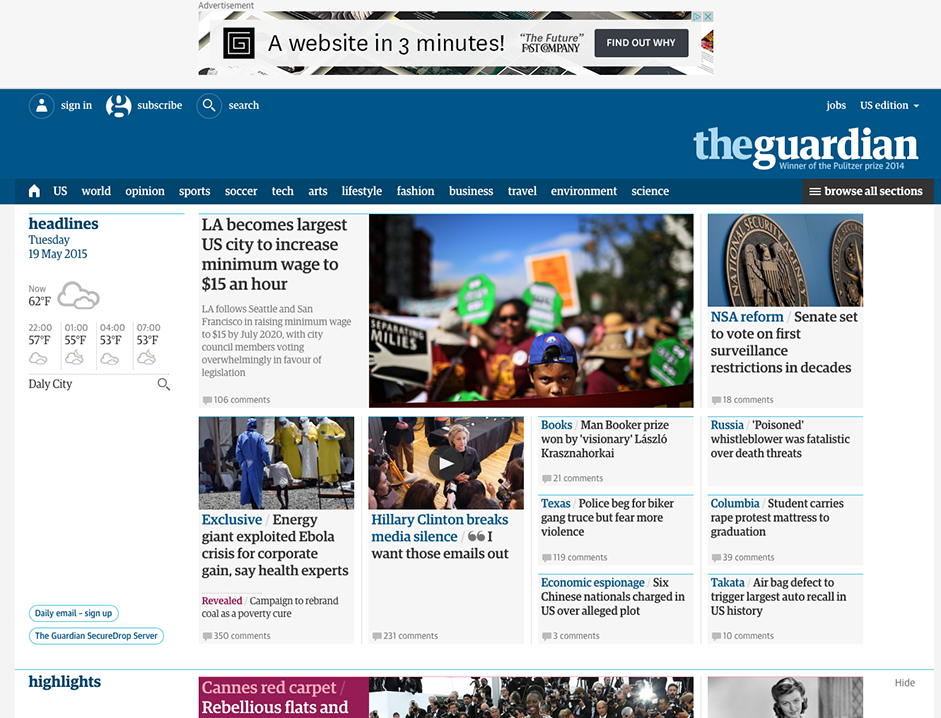 Advertisement
A website in 3 minutes!
“The Future”
FAST COMPANY
FIND OUT WHY
sign in
subscribe
search
jobs
US edition
theguardian
Winner of the Pulitzer prize 2014
US world opinion sports soccer tech arts lifestyle fashion business travel environment science
browse all sections
headlines
Tuesday
19 May 2015
Now
62°F
22:00 01:00 04:00 07:00
57°F 55°F 53°F 53°F
Daly City
Daily email – sign up
The Guardian SecureDrop Server
LA becomes largest
US city to increase
minimum wage to
$15 an hour
LA follows Seattle and San
Francisco in raising minimum wage
to $15 by July 2020, with city
council members voting
overwhelmingly in favour of
legislation
106 comments
SEPARATING
FAMILIES
NATIONAL SECURITY AGENCY
NSA reform / Senate set
to vote on first
surveillance
restrictions in decades
18 comments
Exclusive / Energy
giant exploited Ebola
crisis for corporate
gain, say health experts
Revealed / Campaign to rebrand
coal as a poverty cure
350 comments
Hillary Clinton breaks
media silence / “I
want those emails out
231 comments
Books / Man Booker prize
won by 'visionary' László
Krasznahorkai
21 comments
Texas / Police beg for biker
gang truce but fear more
violence
119 comments
Economic espionage / Six
Chinese nationals charged in
US over alleged plot
3 comments
Russia / 'Poisoned'
whistleblower was fatalistic
over death threats
Columbia / Student carries
rape protest mattress to
graduation
39 comments
Takata / Air bag defect to
trigger largest auto recall in
US history
10 comments
highlights
Cannes red carpet /
Rebellious flats and
Hide